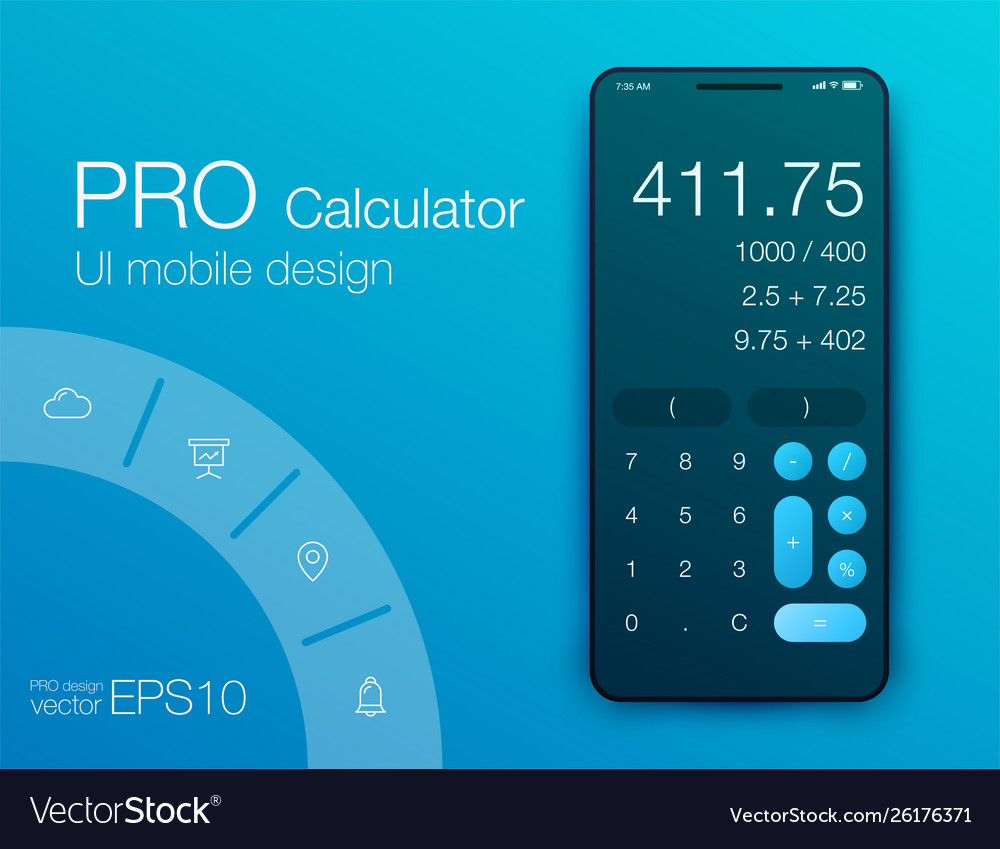 PRO Calculator
UI mobile design
7:35 AM
411.75
1000 / 400
2.5 + 7.25
9.75 + 402
( )
7 8 9 - /
4 5 6 ×
+
1 2 3 %
0 . C =
PRO design
vector EPS10
VectorStock®
VectorStock.com/26176371